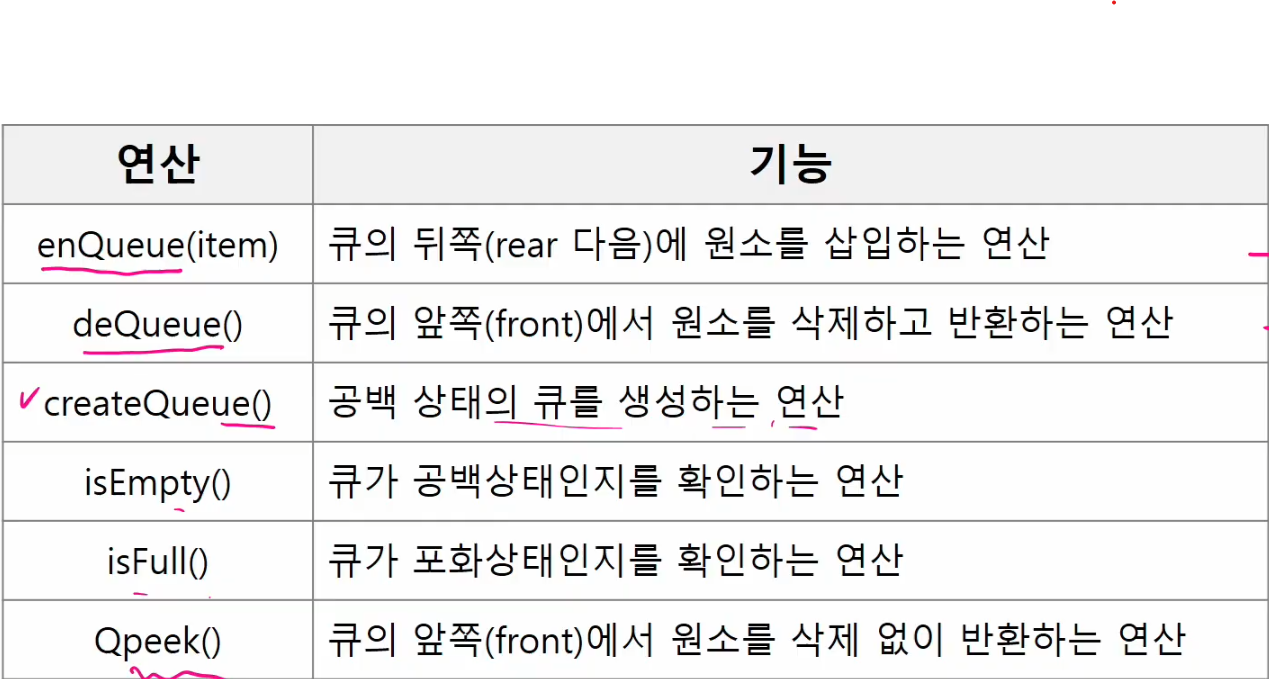 연산 기능
enQueue(item) 큐의 뒤쪽(rear 다음)에 원소를 삽입하는 연산
deQueue() 큐의 앞쪽(front)에서 원소를 삭제하고 반환하는 연산
createQueue() 공백 상태의 큐를 생성하는 연산
isEmpty() 큐가 공백상태인지를 확인하는 연산
isFull() 큐가 포화상태인지를 확인하는 연산
Qpeek() 큐의 앞쪽(front)에서 원소를 삭제 없이 반환하는 연산